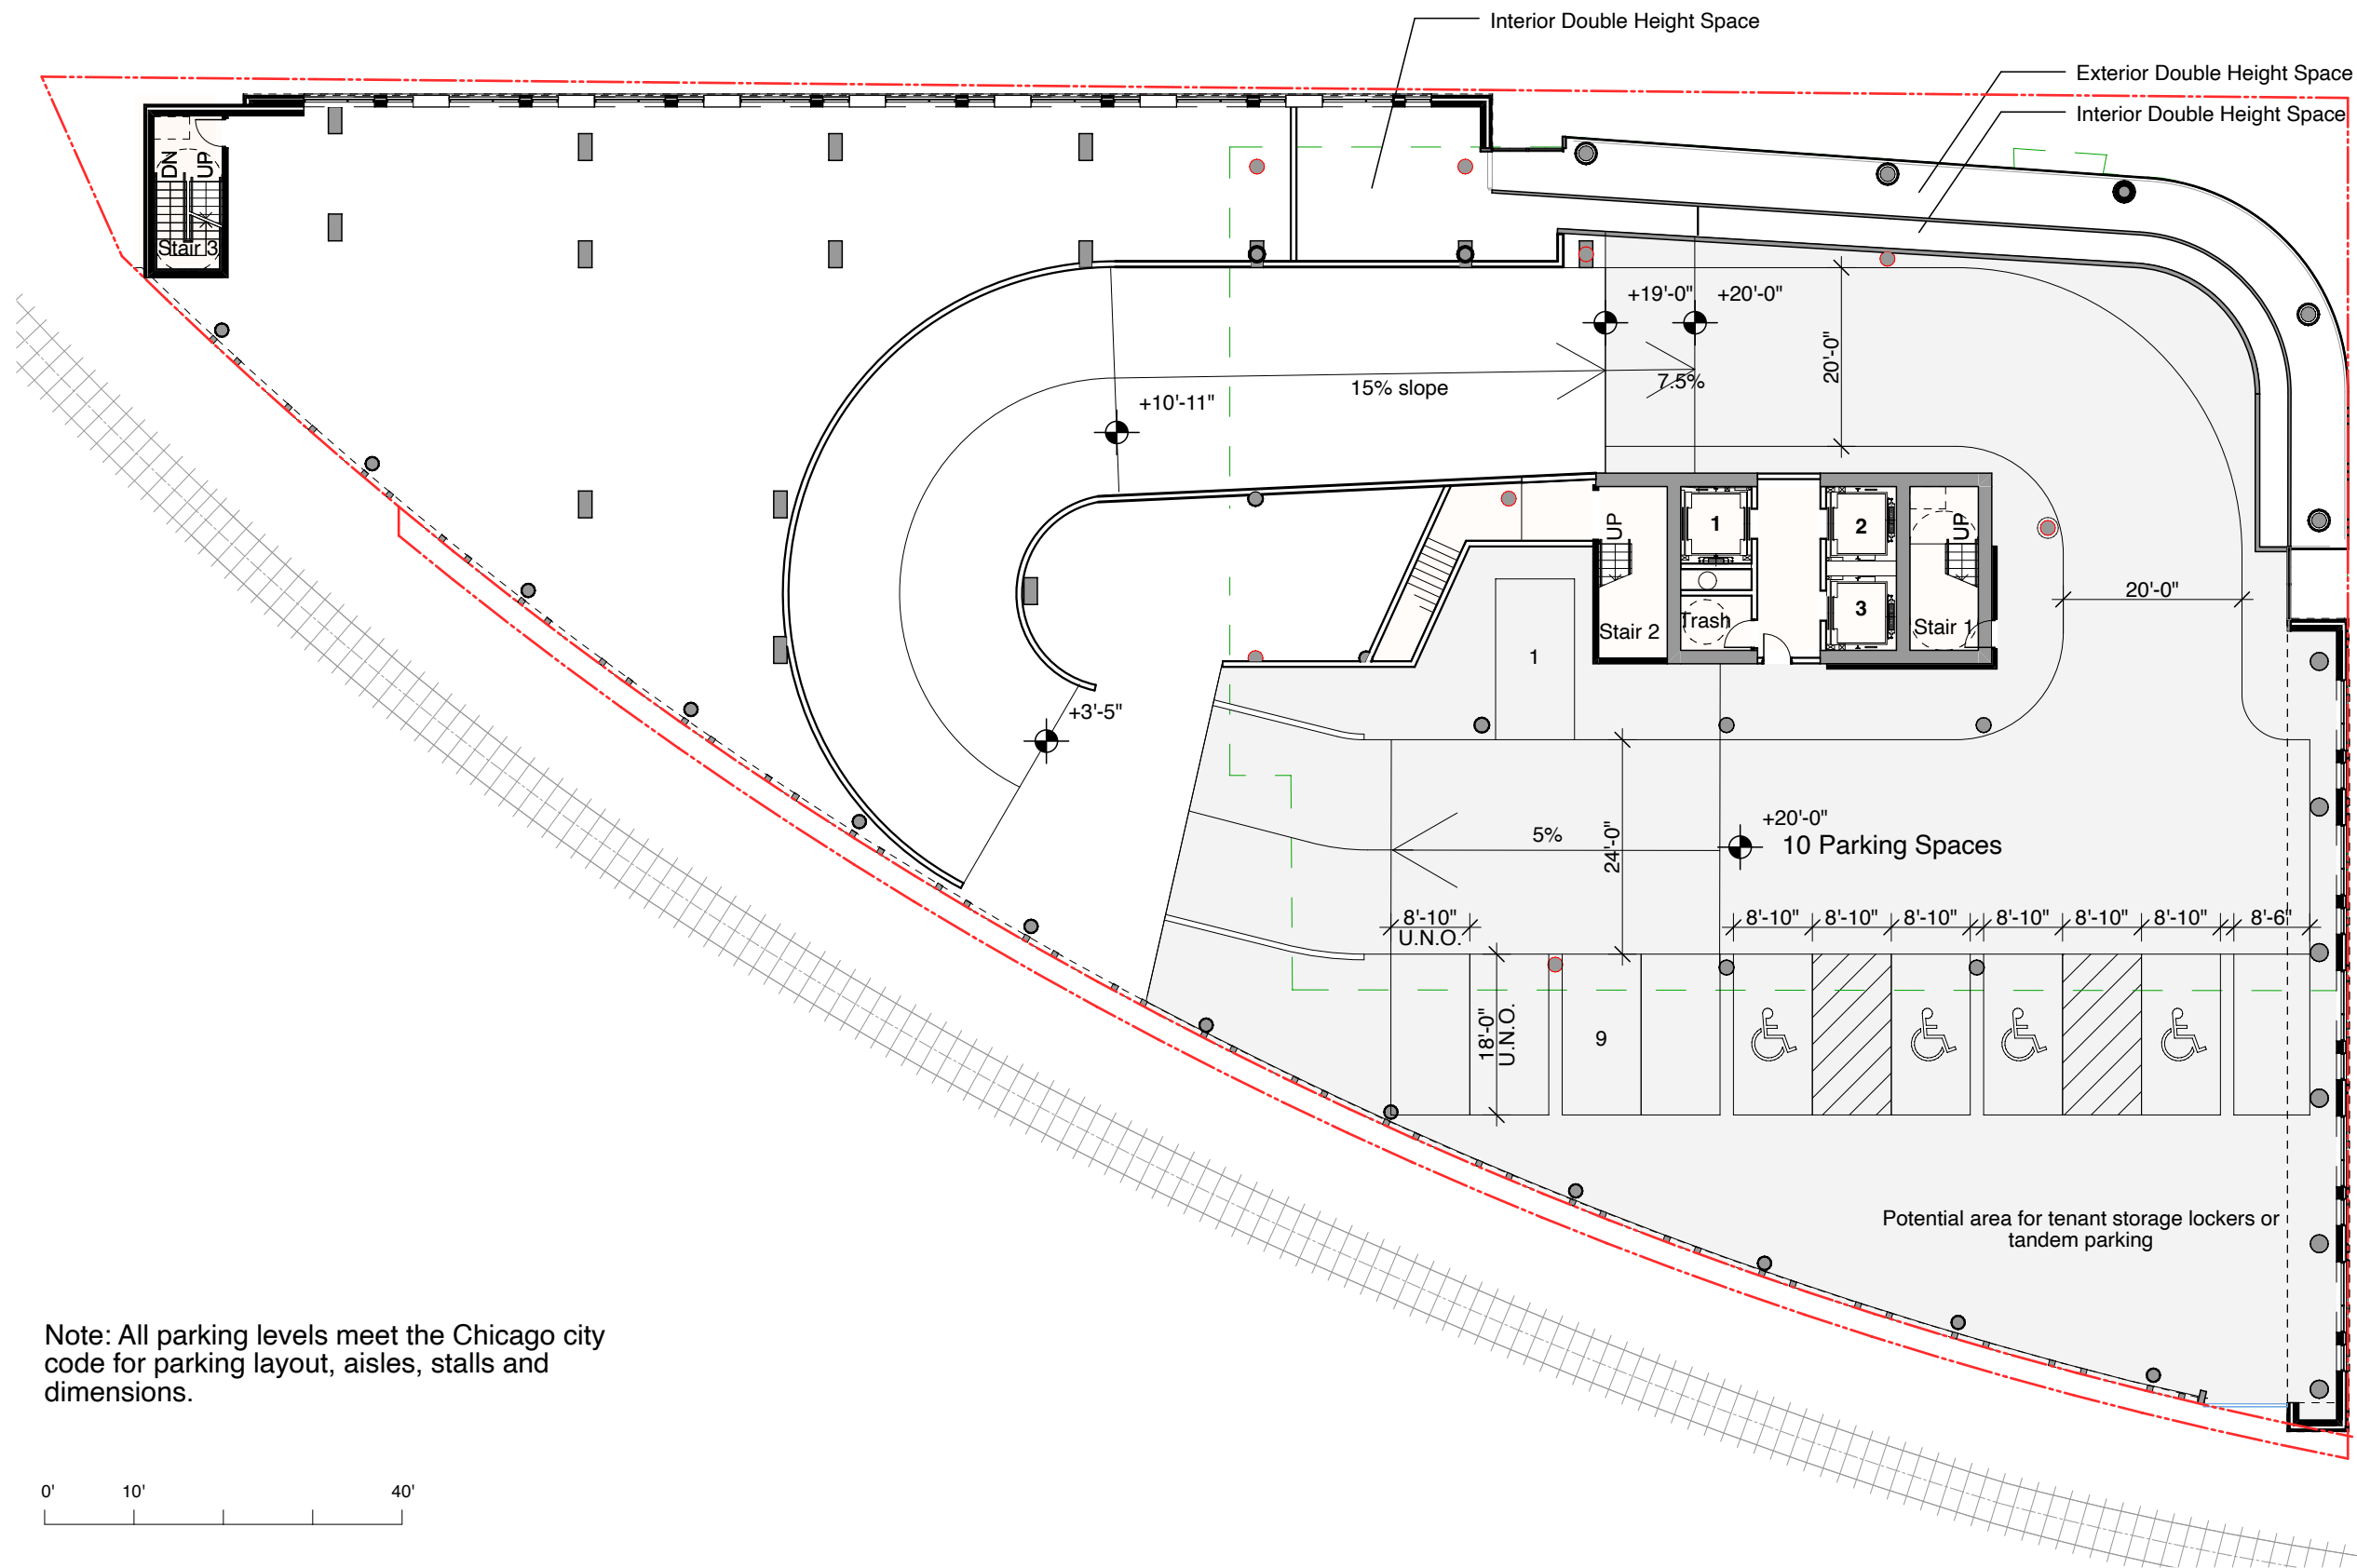 Interior Double Height Space
Exterior Double Height Space
Interior Double Height Space
DN
UP
Stair 3
+19'-0"
+20'-0"
20'-0"
15% slope
7.5%
+10'-11"
UP
1
2
UP
3
20'-0"
Stair 2
Trash
Stair 1
1
+3'-5"
+20'-0"
5%
24'-0"
10 Parking Spaces
8'-10"
U.N.O.
8'-10"
8'-10"
8'-10"
8'-10"
8'-10"
8'-10"
8'-6"
18'-0"
U.N.O.
9
Potential area for tenant storage lockers or
tandem parking
Note: All parking levels meet the Chicago city
code for parking layout, aisles, stalls and
dimensions.
0'
10'
40'